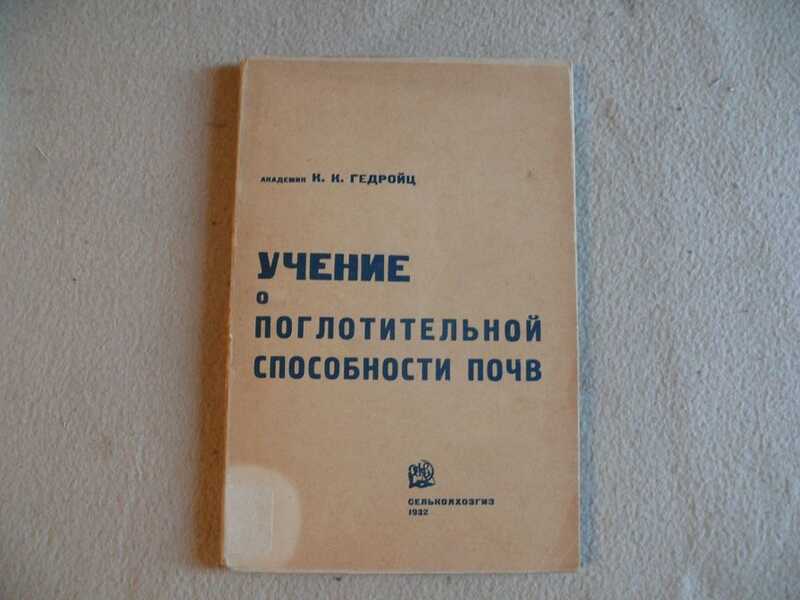 АКАДЕМИК К. К. ГЕДРОЙЦ
УЧЕНИЕ
О
ПОГЛОТИТЕЛЬНОЙ
СПОСОБНОСТИ ПОЧВ
СЕЛЬКОЛХОЗГИЗ
1932